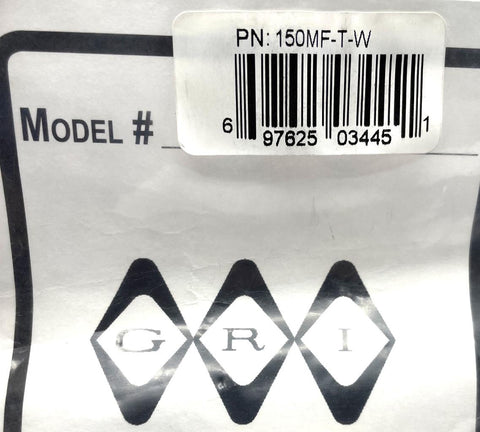 PN: 150MF-T-W
6 97625 03445 1
MODEL #
G R I